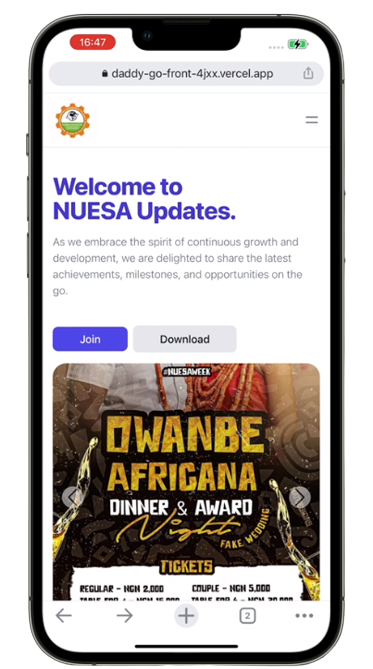 16:47
daddy-go-front-4jxx.vercel.app
Welcome to
NUESA Updates.
As we embrace the spirit of continuous growth and
development, we are delighted to share the latest
achievements, milestones, and opportunities on the
go.
Join Download
#NUESAWEEK
OWANBE
AFRICANA
DINNER & AWARD
Night
FAKE WEDDING
TICKETS
REGULAR - NGN 2,000 COUPLE - NGN 5,000
2